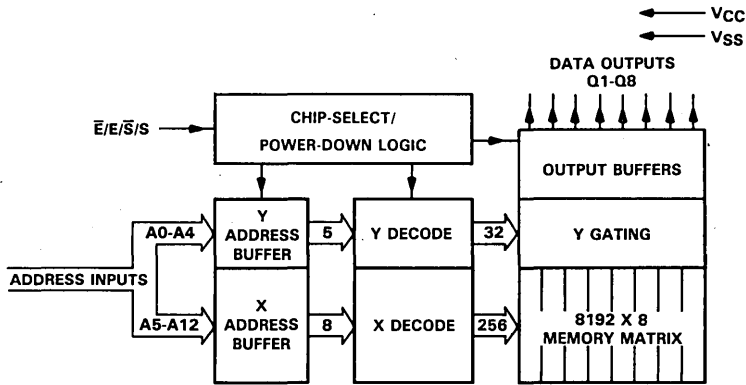 VCC
VSS
DATA OUTPUTS
Q1-Q8
E̅/E/S̅/S
CHIP-SELECT/
POWER-DOWN LOGIC
OUTPUT BUFFERS
A0-A4
Y
ADDRESS
BUFFER
5
Y DECODE
32
Y GATING
ADDRESS INPUTS
A5-A12
X
ADDRESS
BUFFER
8
X DECODE
256
8192 X 8
MEMORY MATRIX